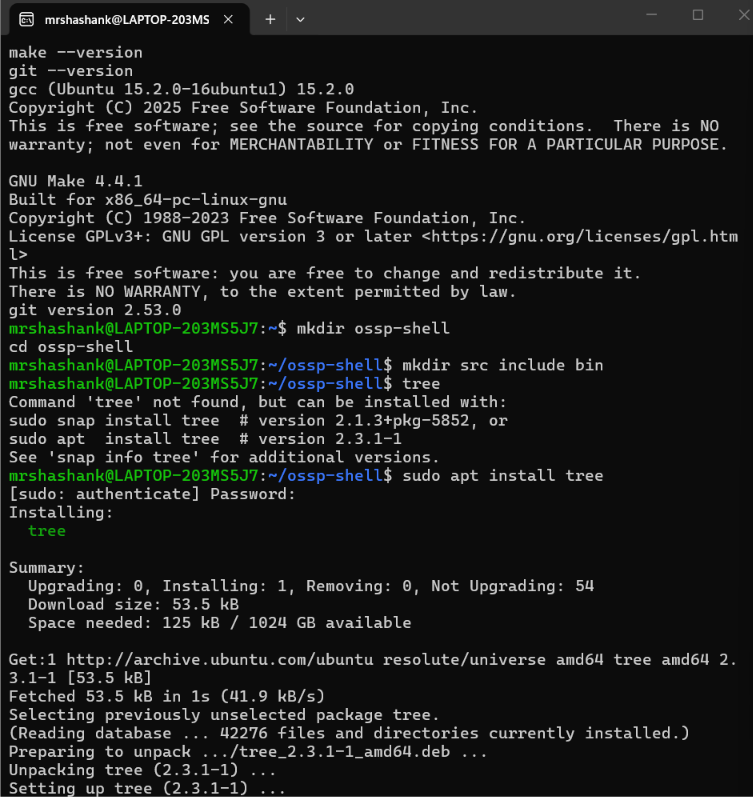 mrshashank@LAPTOP-203MS
make --version
git --version
gcc (Ubuntu 15.2.0-16ubuntu1) 15.2.0
Copyright (C) 2025 Free Software Foundation, Inc.
This is free software; see the source for copying conditions.  There is NO
warranty; not even for MERCHANTABILITY or FITNESS FOR A PARTICULAR PURPOSE.

GNU Make 4.4.1
Built for x86_64-pc-linux-gnu
Copyright (C) 1988-2023 Free Software Foundation, Inc.
License GPLv3+: GNU GPL version 3 or later <https://gnu.org/licenses/gpl.htm
l>
This is free software: you are free to change and redistribute it.
There is NO WARRANTY, to the extent permitted by law.
git version 2.53.0
mrshashank@LAPTOP-203MS5J7:~$ mkdir ossp-shell
cd ossp-shell
mrshashank@LAPTOP-203MS5J7:~/ossp-shell$ mkdir src include bin
mrshashank@LAPTOP-203MS5J7:~/ossp-shell$ tree
Command 'tree' not found, but can be installed with:
sudo snap install tree  # version 2.1.3+pkg-5852, or
sudo apt  install tree  # version 2.3.1-1
See 'snap info tree' for additional versions.
mrshashank@LAPTOP-203MS5J7:~/ossp-shell$ sudo apt install tree
[sudo: authenticate] Password:
Installing:
  tree

Summary:
  Upgrading: 0, Installing: 1, Removing: 0, Not Upgrading: 54
  Download size: 53.5 kB
  Space needed: 125 kB / 1024 GB available

Get:1 http://archive.ubuntu.com/ubuntu resolute/universe amd64 tree amd64 2.
3.1-1 [53.5 kB]
Fetched 53.5 kB in 1s (41.9 kB/s)
Selecting previously unselected package tree.
(Reading database ... 42276 files and directories currently installed.)
Preparing to unpack .../tree_2.3.1-1_amd64.deb ...
Unpacking tree (2.3.1-1) ...
Setting up tree (2.3.1-1) ...